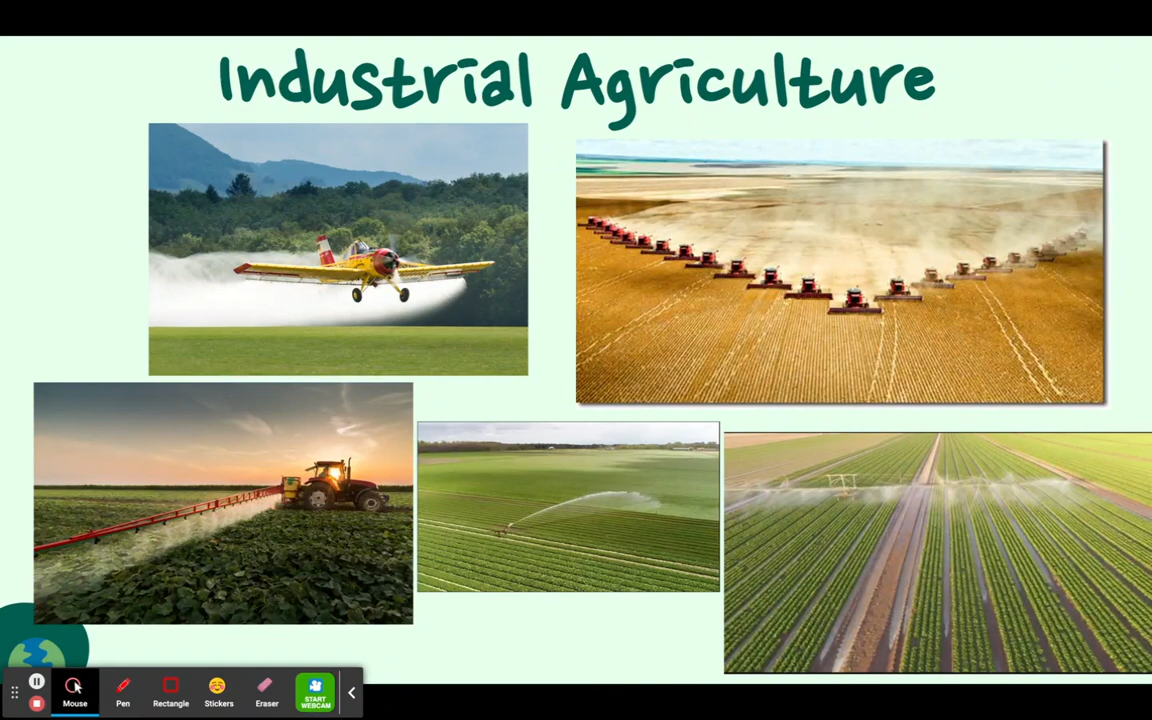 Industrial Agriculture
Mouse
Pen
Rectangle
Stickers
Eraser
START
WEBCAM